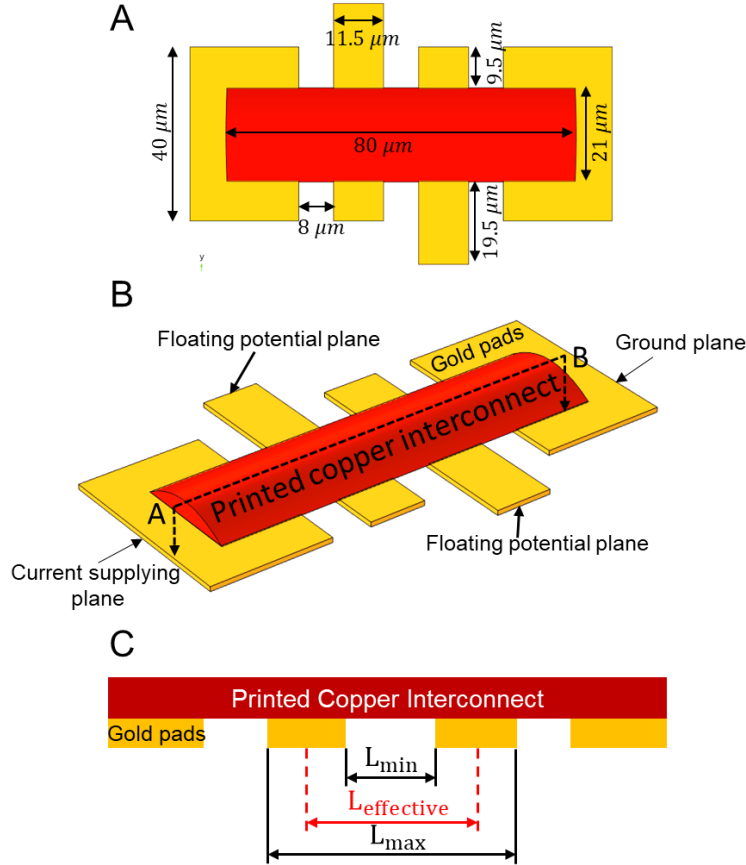 A
11.5 μm
9.5 μm
40 μm
80 μm
21 μm
8 μm
19.5 μm
y
B
Floating potential plane
Gold pads
Ground plane
B
Printed copper interconnect
A
Floating potential plane
Current supplying
plane
C
Printed Copper Interconnect
Gold pads
Lmin
Leffective
Lmax